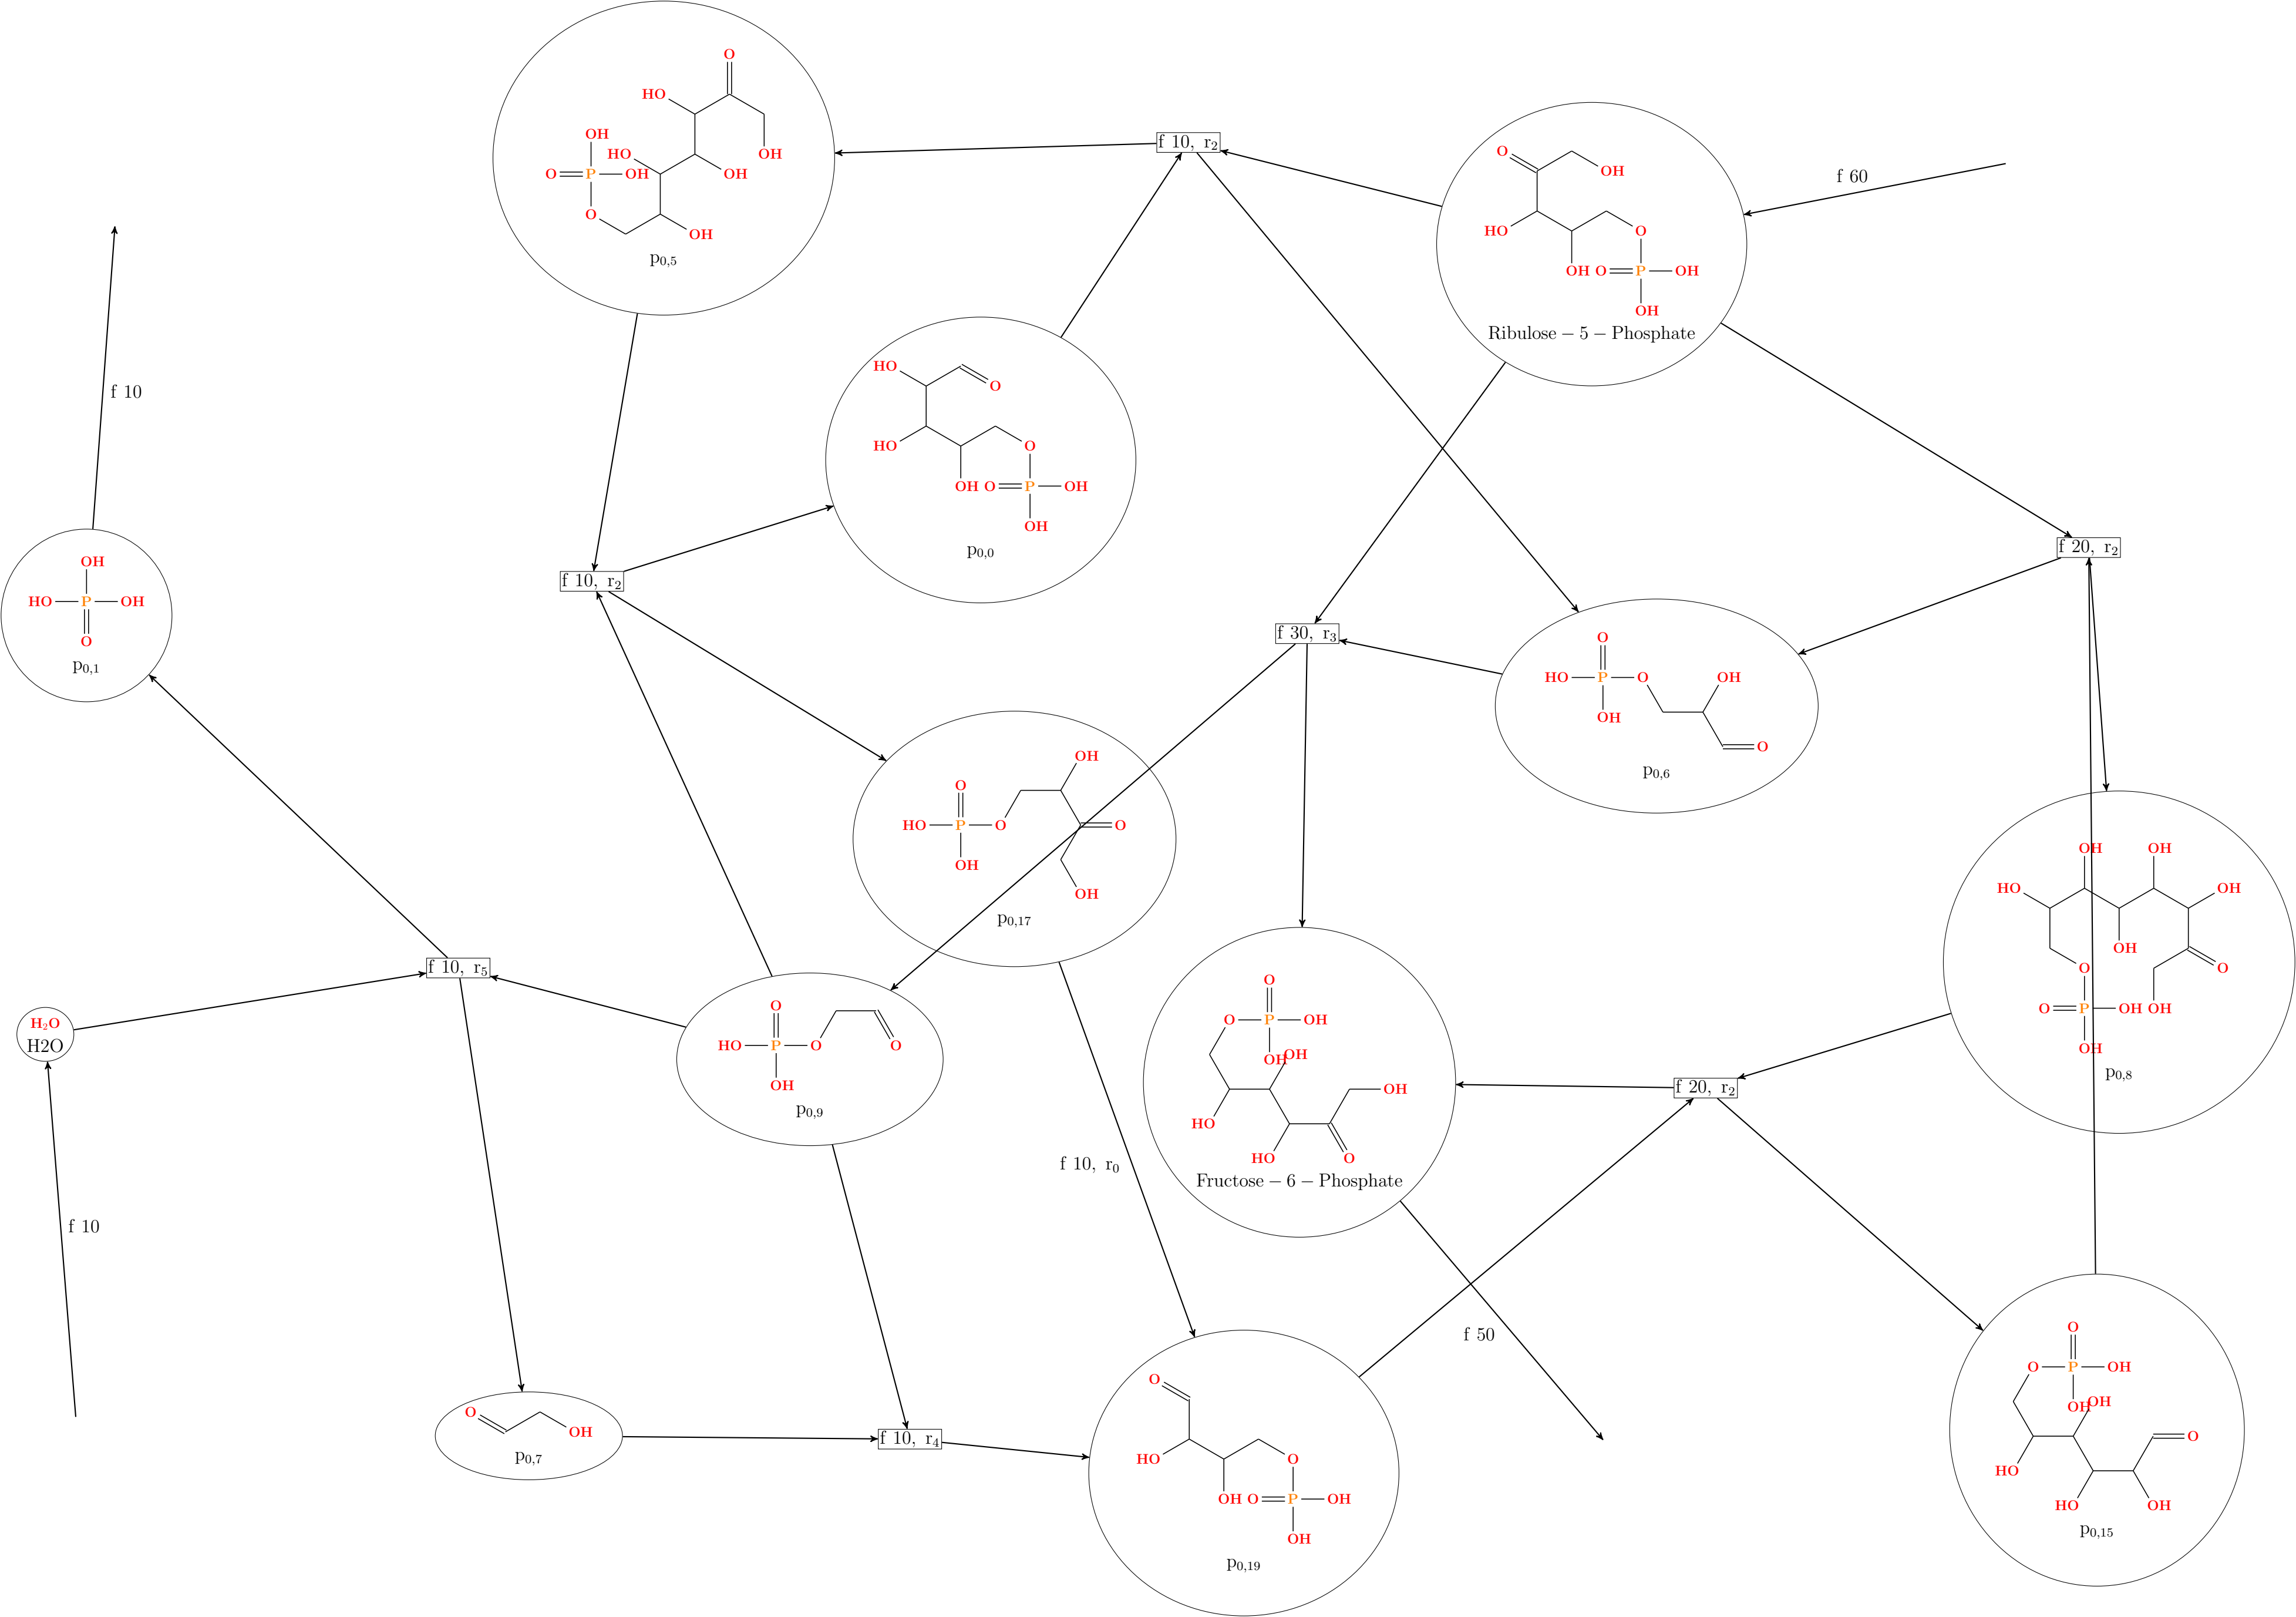 O
HO
OH
HO
OH
OH
O
P
OH
O
OH
p0,5
f 10, r2
O
OH
HO
O
OH
O
P
OH
OH
Ribulose − 5 − Phosphate
f 60
f 10
HO
O
HO
O
OH
O
P
OH
OH
p0,0
OH
HO
P
OH
O
p0,1
f 10, r2
f 20, r2
f 30, r3
O
HO
P
O
OH
OH
O
p0,6
OH
O
HO
P
O
O
OH
OH
p0,17
OH
OH
HO
OH
OH
O
O
O
P
OH
OH
OH
p0,8
f 10, r5
H2O
H2O
O
HO
P
O
O
OH
p0,9
O
O
P
OH
OH
OH
OH
HO
HO
O
Fructose − 6 − Phosphate
f 20, r2
f 10, r0
f 10
f 50
O
OH
p0,7
f 10, r4
O
HO
O
OH
O
P
OH
OH
p0,19
O
O
P
OH
OH
OH
O
HO
HO
OH
p0,15